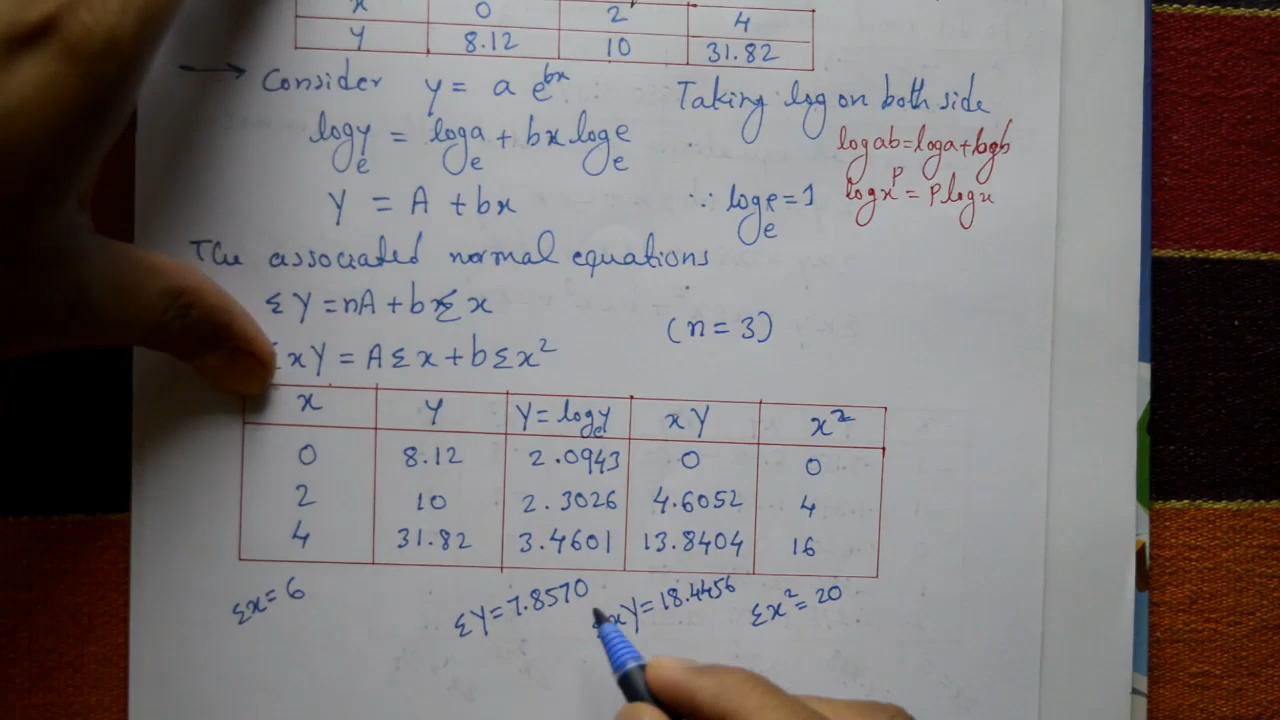 x 0 2 4
y 8.12 10 31.82
→ Consider y = a e^bx Taking log on both side
log_e y = log_e a + bx log_e e log ab = log a + log b
Y = A + bx ∵ log_e e = 1 log x^p = p log x
The associated normal equations
ΣY = nA + bΣx
(n = 3)
ΣxY = AΣx + bΣx²
x y Y = log_e y xY x²
0 8.12 2.0943 0 0
2 10 2.3026 4.6052 4
4 31.82 3.4601 13.8404 16
Σx = 6 ΣY = 7.8570 ΣxY = 18.4456 Σx² = 20